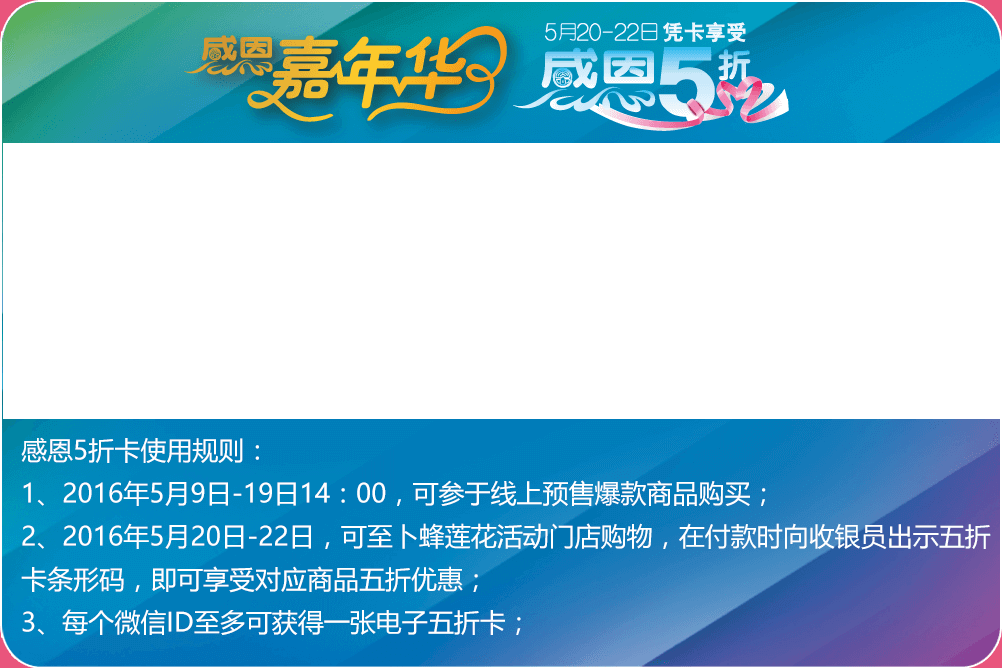 感恩嘉年华
5月20-22日 凭卡享受
感恩5折
感恩5折卡使用规则：
1、2016年5月9日-19日14：00，可参于线上预售爆款商品购买；
2、2016年5月20日-22日，可至卜蜂莲花活动门店购物，在付款时向收银员出示五折
卡条形码，即可享受对应商品五折优惠；
3、每个微信ID至多可获得一张电子五折卡；